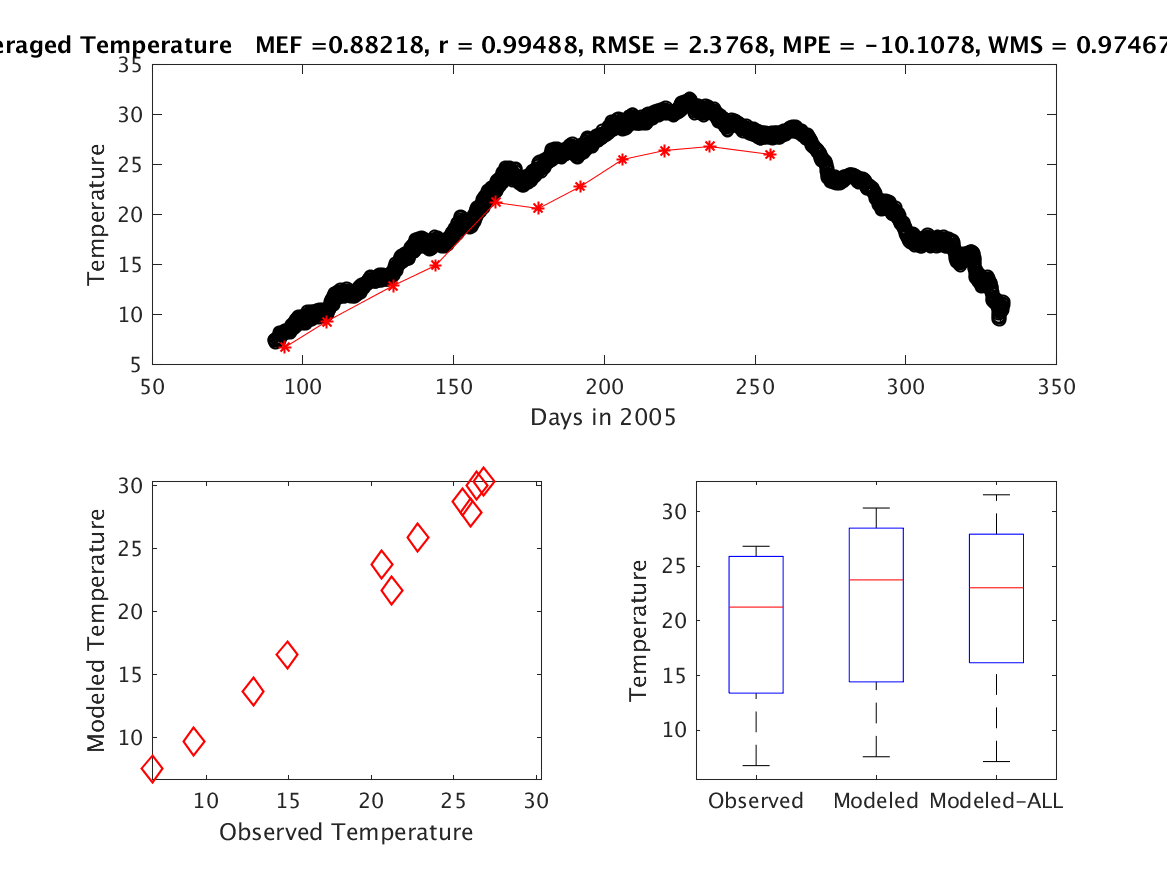 eraged Temperature MEF =0.88218, r = 0.99488, RMSE = 2.3768, MPE = -10.1078, WMS = 0.97467
35
30
25
20
15
10
5
Temperature
50 100 150 200 250 300 350
Days in 2005
30
25
20
15
10
Modeled Temperature
10 15 20 25 30
Observed Temperature
30
25
20
15
10
Temperature
Observed Modeled Modeled-ALL